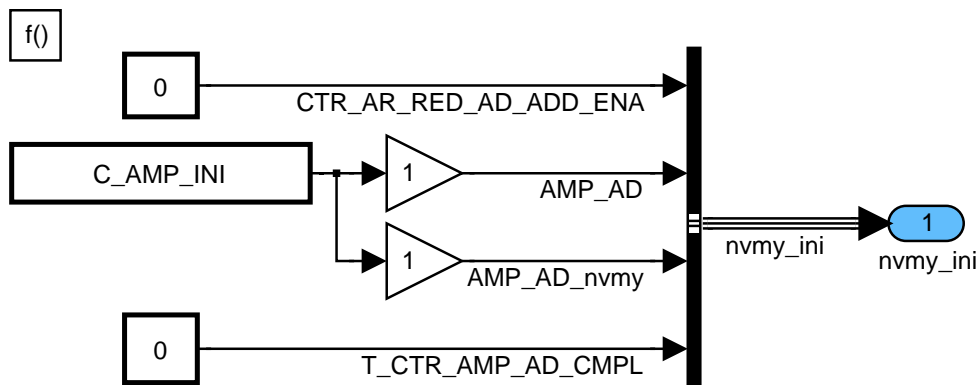 f()
0
CTR_AR_RED_AD_ADD_ENA
C_AMP_INI
1
AMP_AD
1
nvmy_ini
nvmy_ini
1
AMP_AD_nvmy
0
T_CTR_AMP_AD_CMPL